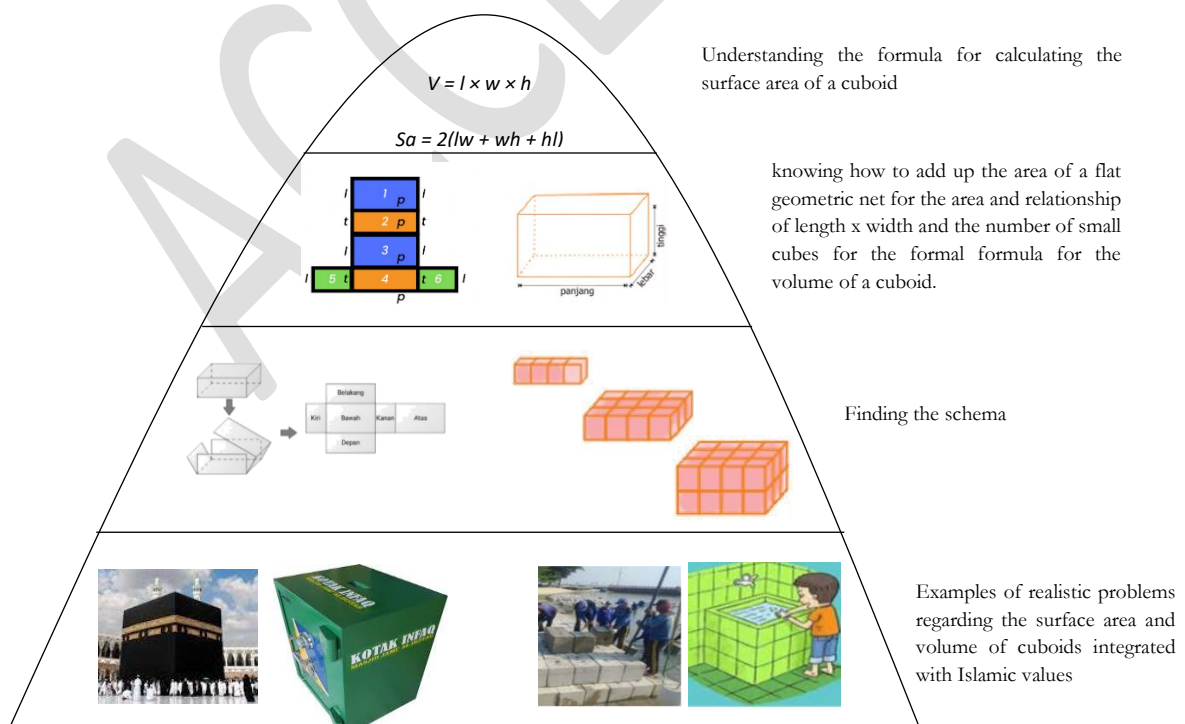 Understanding the formula for calculating the
surface area of a cuboid
V = l × w × h
Sa = 2(lw + wh + hl)
knowing how to add up the area of a flat
geometric net for the area and relationship
of length x width and the number of small
cubes for the formal formula for the
volume of a cuboid.
l 1 p l
t 2 p t
l 3 p l
l 5 t 4 t 6 l
p
tinggi
lebar
panjang
Finding the schema
Belakang
Kiri Bawah Kanan Atas
Depan
Examples of realistic problems
regarding the surface area and
volume of cuboids integrated
with Islamic values
KOTAK INFAQ
KOTAK INFAQ